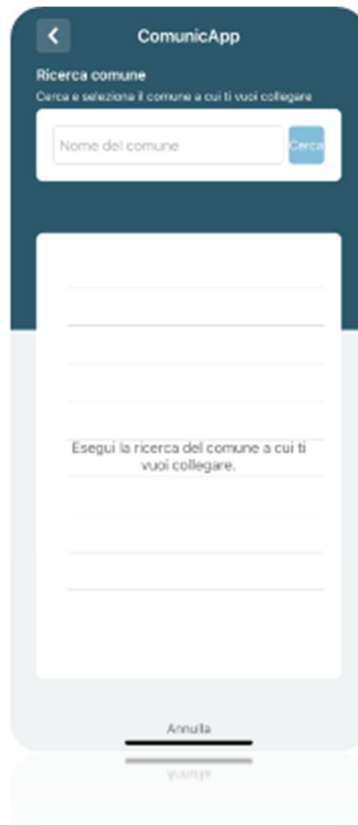 ComunicApp
Ricerca comune
Cerca e seleziona il comune a cui ti vuoi collegare
Nome del comune
Cerca
Esegui la ricerca del comune a cui ti
vuoi collegare.
Annulla